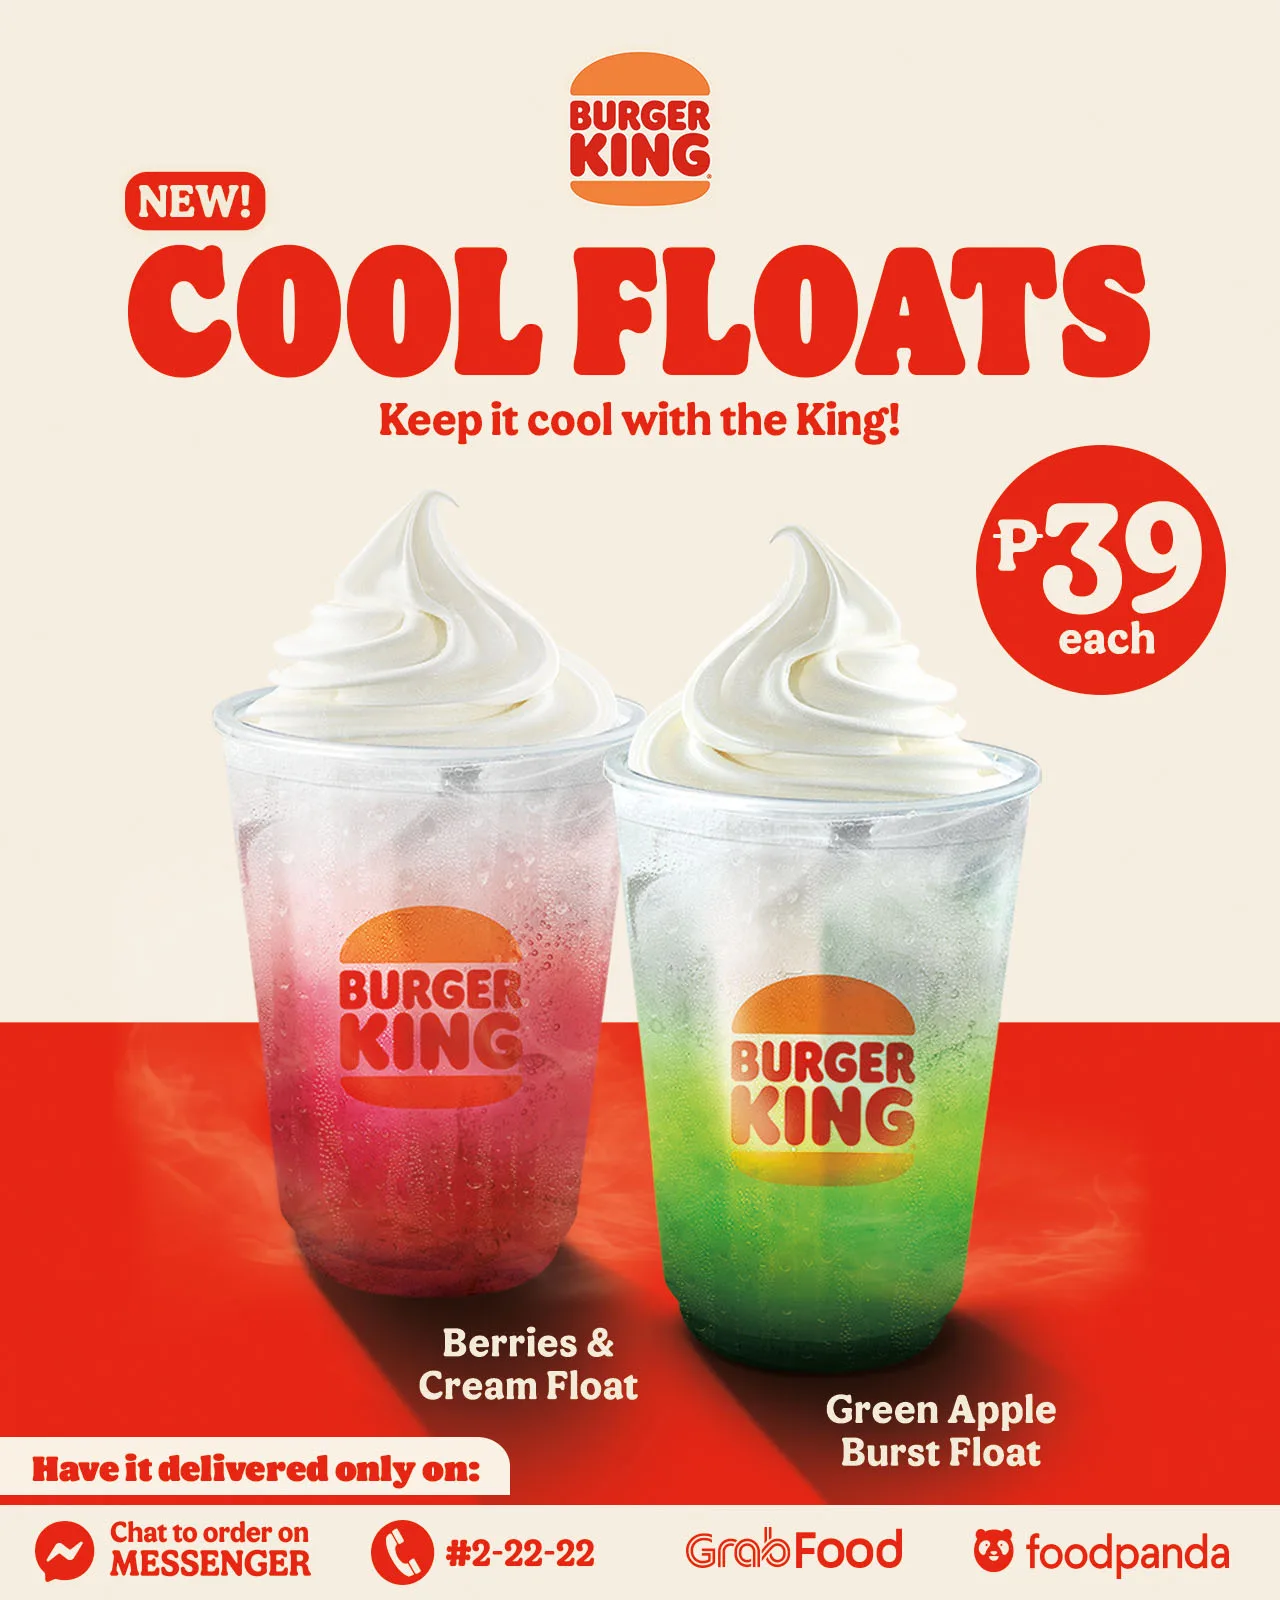 BURGER
KING
NEW!
COOL FLOATS
Keep it cool with the King!
₱39
each
BURGER
KING
BURGER
KING
Berries &
Cream Float
Green Apple
Burst Float
Have it delivered only on:
Chat to order on
MESSENGER
#2-22-22
GrabFood
foodpanda